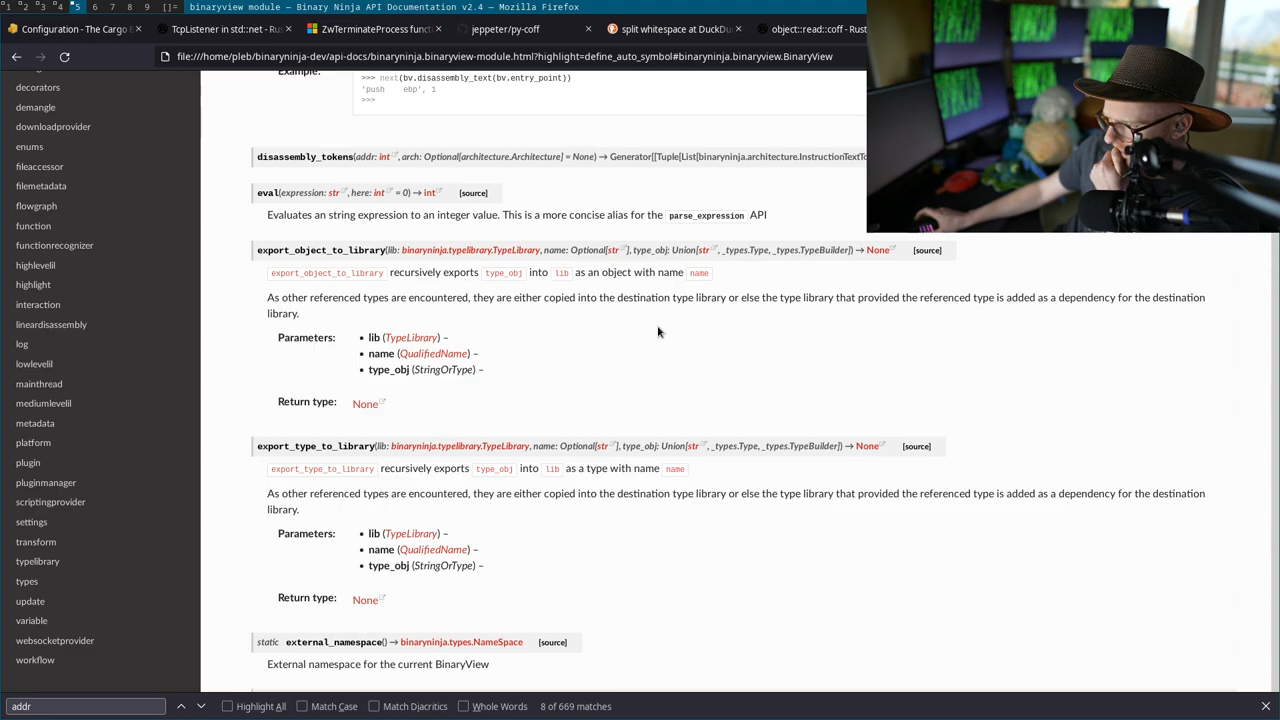 1 2 3 4 5 6 7 8 9 []= binaryview module — Binary Ninja API Documentation v2.4 — Mozilla Firefox
Configuration - The Cargo E × TcpListener in std::net - Rus × ZwTerminateProcess funct × jeppeter/py-coff × split whitespace at DuckDu × object::read::coff - Rust
file:///home/pleb/binaryninja-dev/api-docs/binaryninja.binaryview-module.html?highlight=define_auto_symbol#binaryninja.binaryview.BinaryView
decorators
demangle
downloadprovider
enums
fileaccessor
filemetadata
flowgraph
function
functionrecognizer
highlevelil
highlight
interaction
lineardisassembly
log
lowlevelil
mainthread
mediumlevelil
metadata
platform
plugin
pluginmanager
scriptingprovider
settings
transform
typelibrary
types
update
variable
websocketprovider
workflow
Example:
>>> next(bv.disassembly_text(bv.entry_point))
'push    ebp', 1
>>>
disassembly_tokens(addr: int, arch: Optional[architecture.Architecture] = None) → Generator[[Tuple[List[binaryninja.architecture.InstructionTextTo
eval(expression: str, here: int = 0) → int [source]
Evaluates an string expression to an integer value. This is a more concise alias for the parse_expression API
export_object_to_library(lib: binaryninja.typelibrary.TypeLibrary, name: Optional[str], type_obj: Union[str, _types.Type, _types.TypeBuilder]) → None [source]
export_object_to_library recursively exports type_obj into lib as an object with name name
As other referenced types are encountered, they are either copied into the destination type library or else the type library that provided the referenced type is added as a dependency for the destination
library.
Parameters: • lib (TypeLibrary) –
• name (QualifiedName) –
• type_obj (StringOrType) –
Return type: None
export_type_to_library(lib: binaryninja.typelibrary.TypeLibrary, name: Optional[str], type_obj: Union[str, _types.Type, _types.TypeBuilder]) → None [source]
export_type_to_library recursively exports type_obj into lib as a type with name name
As other referenced types are encountered, they are either copied into the destination type library or else the type library that provided the referenced type is added as a dependency for the destination
library.
Parameters: • lib (TypeLibrary) –
• name (QualifiedName) –
• type_obj (StringOrType) –
Return type: None
static external_namespace() → binaryninja.types.NameSpace [source]
External namespace for the current BinaryView
addr Highlight All Match Case Match Diacritics Whole Words 8 of 669 matches